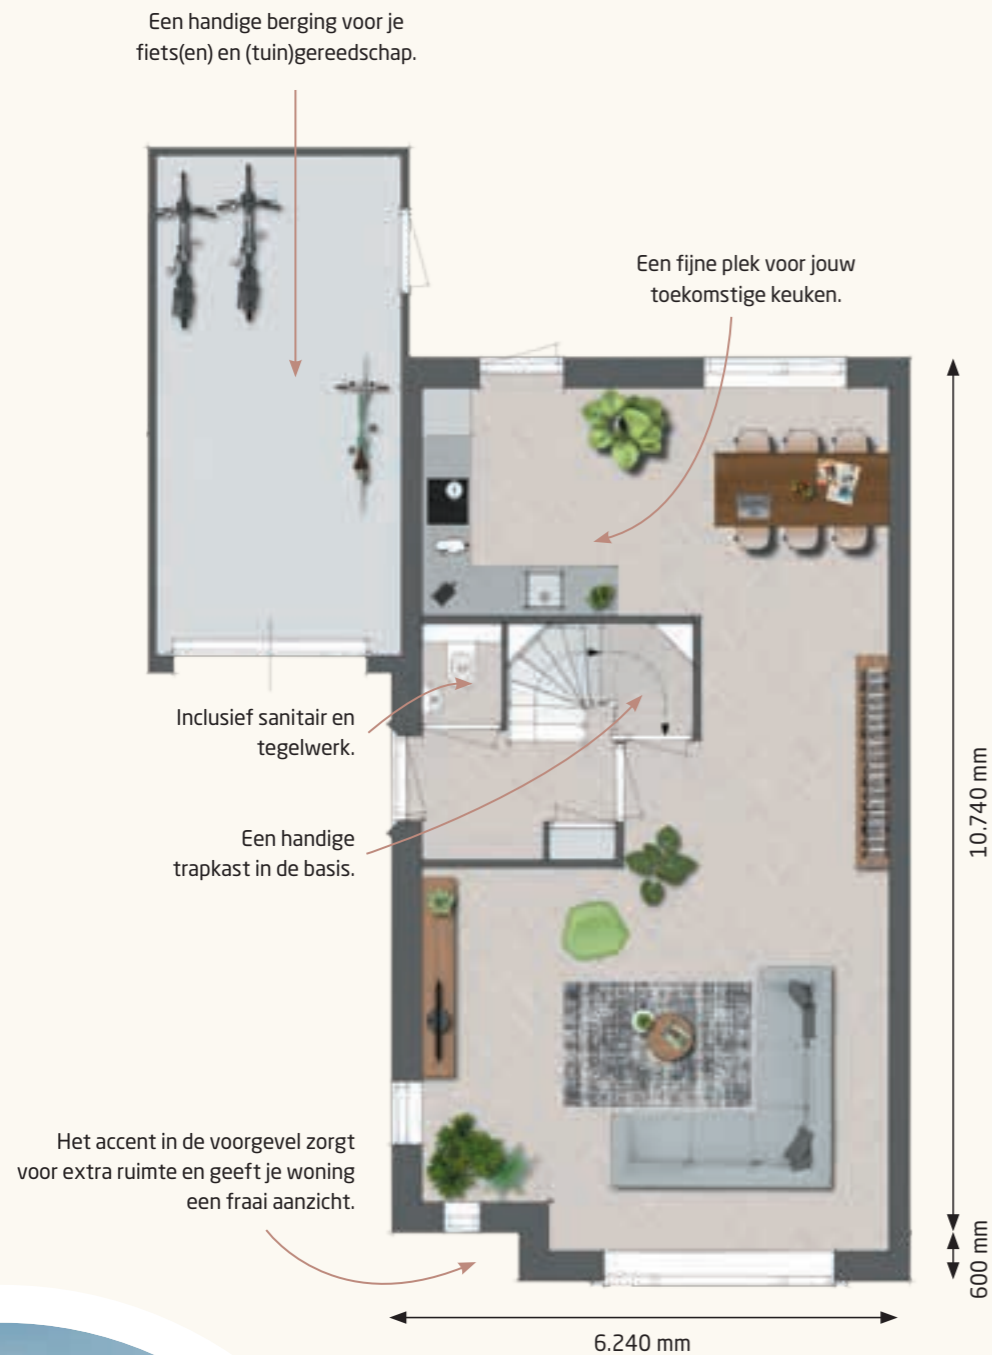 Een handige berging voor je
fiets(en) en (tuin)gereedschap.
Een fijne plek voor jouw
toekomstige keuken.
Inclusief sanitair en
tegelwerk.
Een handige
trapkast in de basis.
10.740 mm
Het accent in de voorgevel zorgt
voor extra ruimte en geeft je woning
een fraai aanzicht.
600 mm
6.240 mm